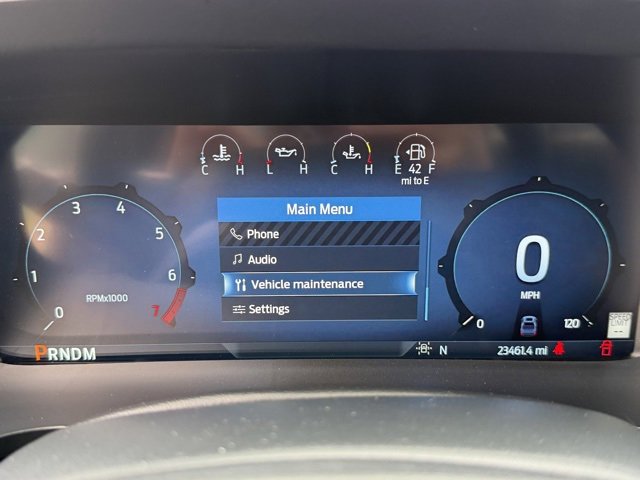 C H L H C H E 42 F
mi to E
Main Menu
Phone
Audio
Vehicle maintenance
Settings
0 1 2 3 4 5 6 7
RPMx1000
0
MPH
0 120
SPEED
LIMIT
--
PRNDM
N
23461.4 mi